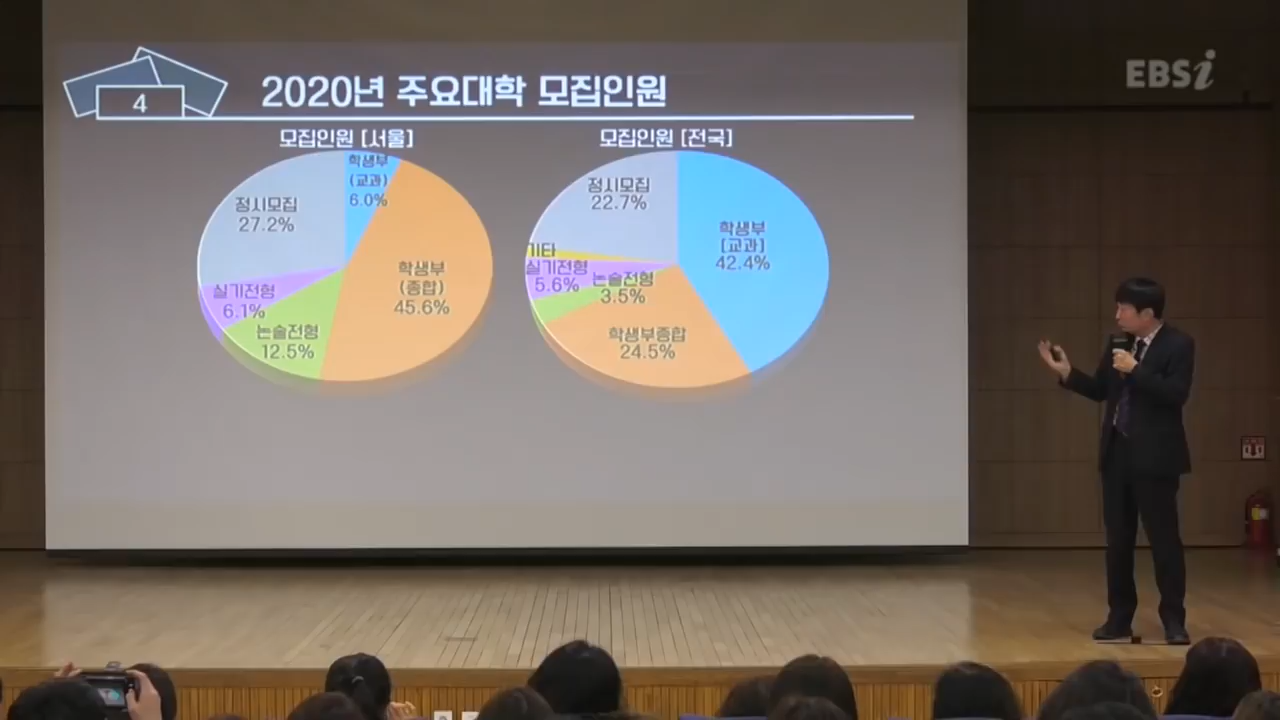 EBSi
4
2020년 주요대학 모집인원
모집인원 [서울]
학생부
(교과)
6.0%
정시모집
27.2%
학생부
(종합)
45.6%
실기전형
6.1%
논술전형
12.5%
모집인원 [전국]
정시모집
22.7%
학생부
[교과]
42.4%
기타
실기전형
5.6%
논술전형
3.5%
학생부종합
24.5%